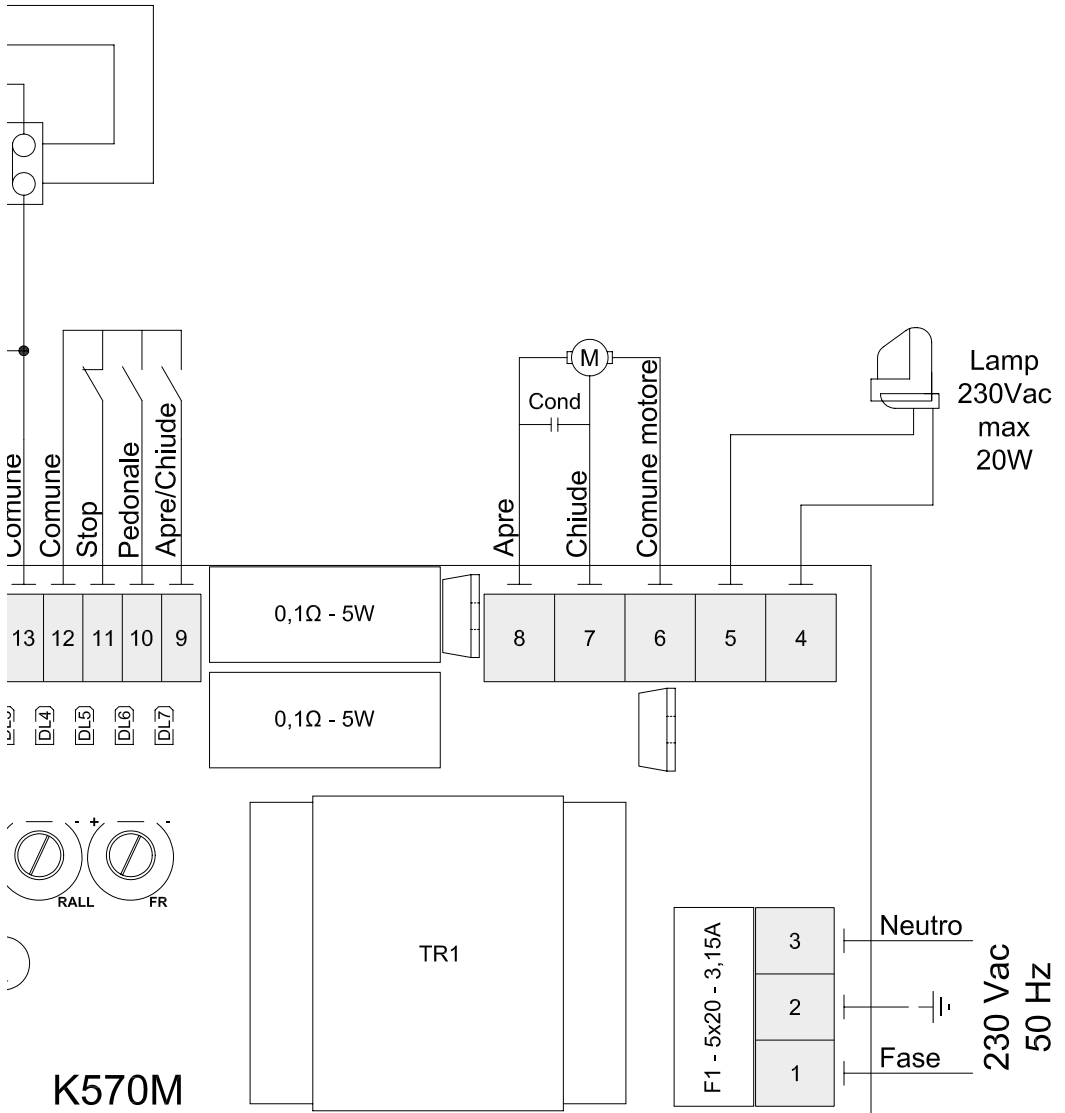 Lamp
230Vac
max
20W
M
Cond
Comune
Comune
Stop
Pedonale
Apre/Chiude
Apre
Chiude
Comune motore
13 12 11 10 9
8 7 6 5 4
0,1Ω - 5W
0,1Ω - 5W
DL4 DL5 DL6 DL7
- + -
RALL FR
TR1
F1 - 5x20 - 3,15A
3
2
1
Neutro
Fase
230 Vac
50 Hz
K570M